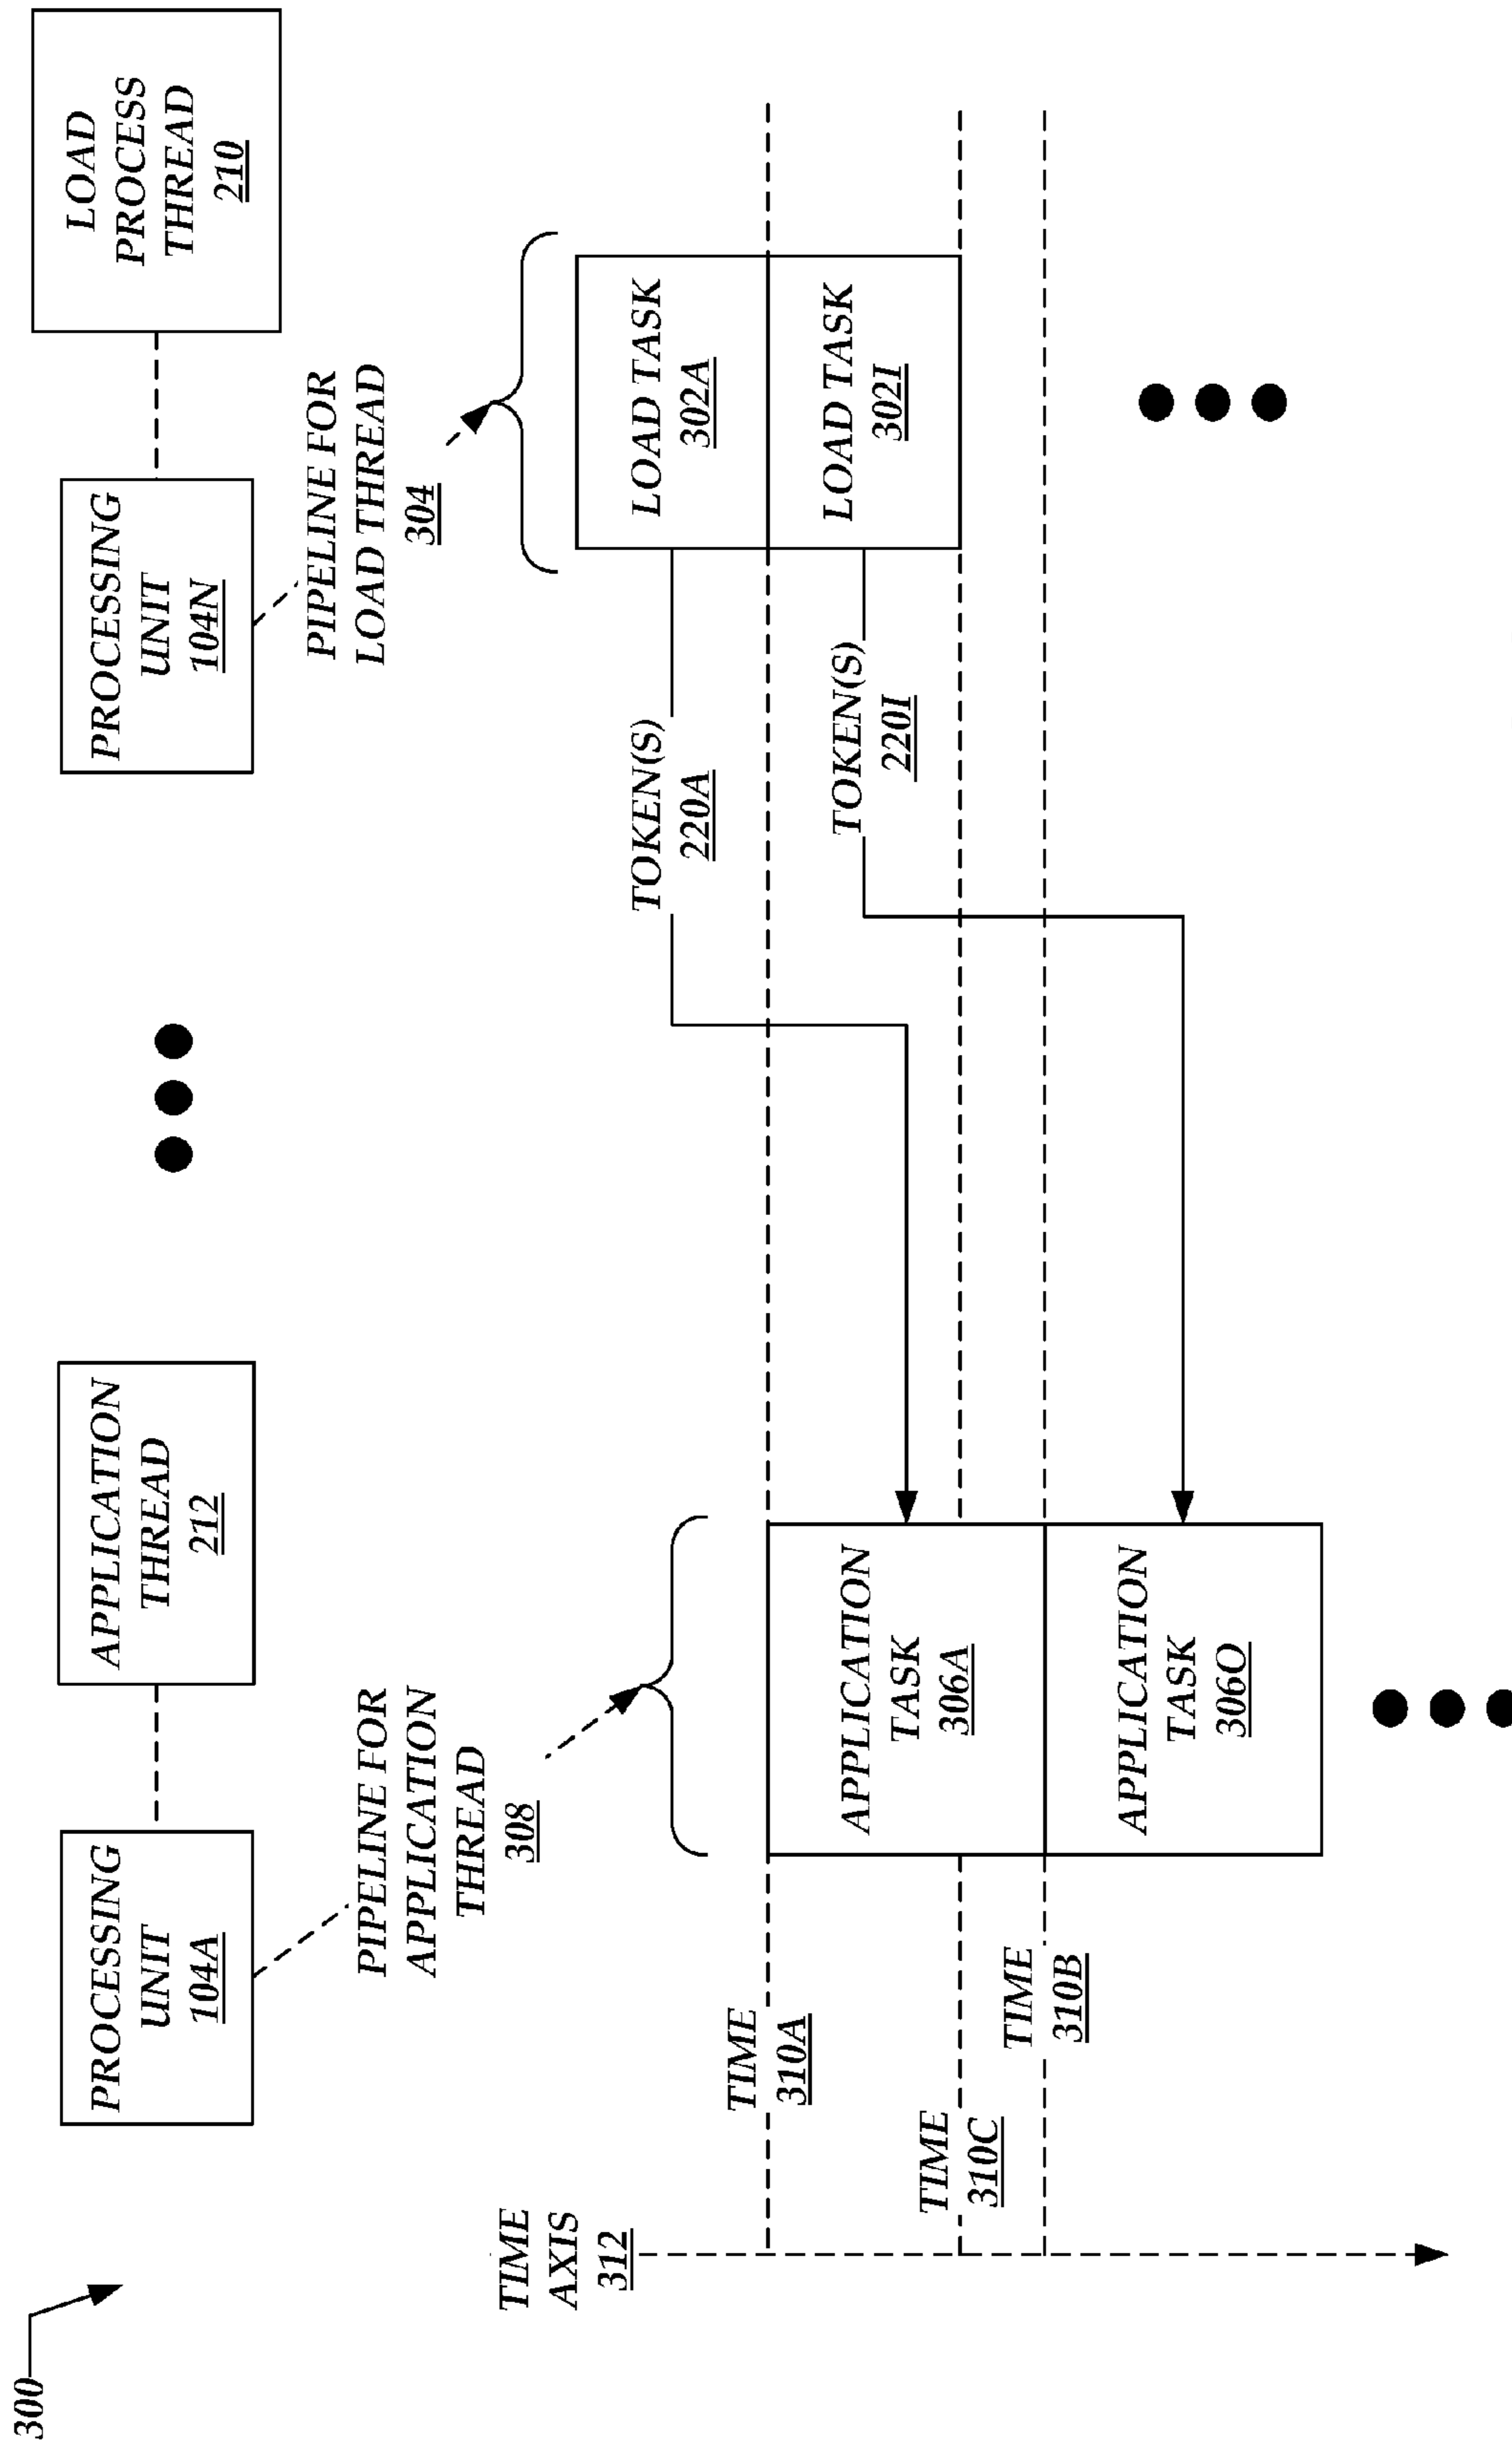 300
PROCESSING
UNIT
104A
APPLICATION
THREAD
212
PROCESSING
UNIT
104N
LOAD
PROCESS
THREAD
210
PIPELINE FOR
APPLICATION
THREAD
308
PIPELINE FOR
LOAD THREAD
304
TIME
AXIS
312
TIME
310A
TIME
310C
TIME
310B
APPLICATION
TASK
306A
APPLICATION
TASK
306O
TOKEN(S)
220A
TOKEN(S)
220I
LOAD TASK
302A
LOAD TASK
302I